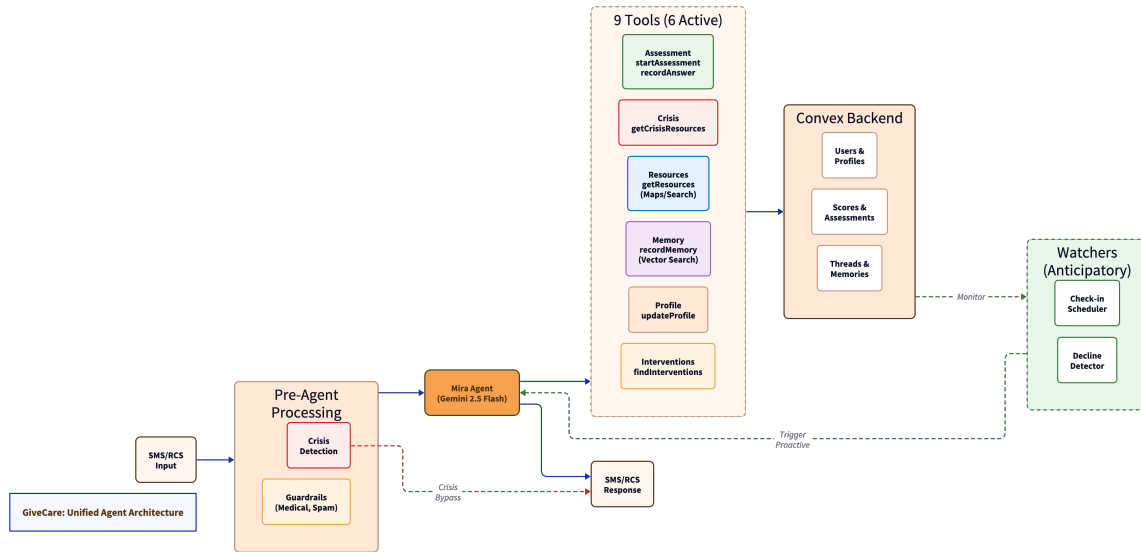 9 Tools (6 Active)
Assessment
startAssessment
recordAnswer
Crisis
getCrisisResources
Resources
getResources
(Maps/Search)
Memory
recordMemory
(Vector Search)
Profile
updateProfile
Interventions
findInterventions
Convex Backend
Users &
Profiles
Scores &
Assessments
Threads &
Memories
Watchers
(Anticipatory)
Check-in
Scheduler
Decline
Detector
Monitor
Trigger
Proactive
Mira Agent
(Gemini 2.5 Flash)
Pre-Agent
Processing
Crisis
Detection
Guardrails
(Medical, Spam)
SMS/RCS
Input
Crisis
Bypass
SMS/RCS
Response
GiveCare: Unified Agent Architecture